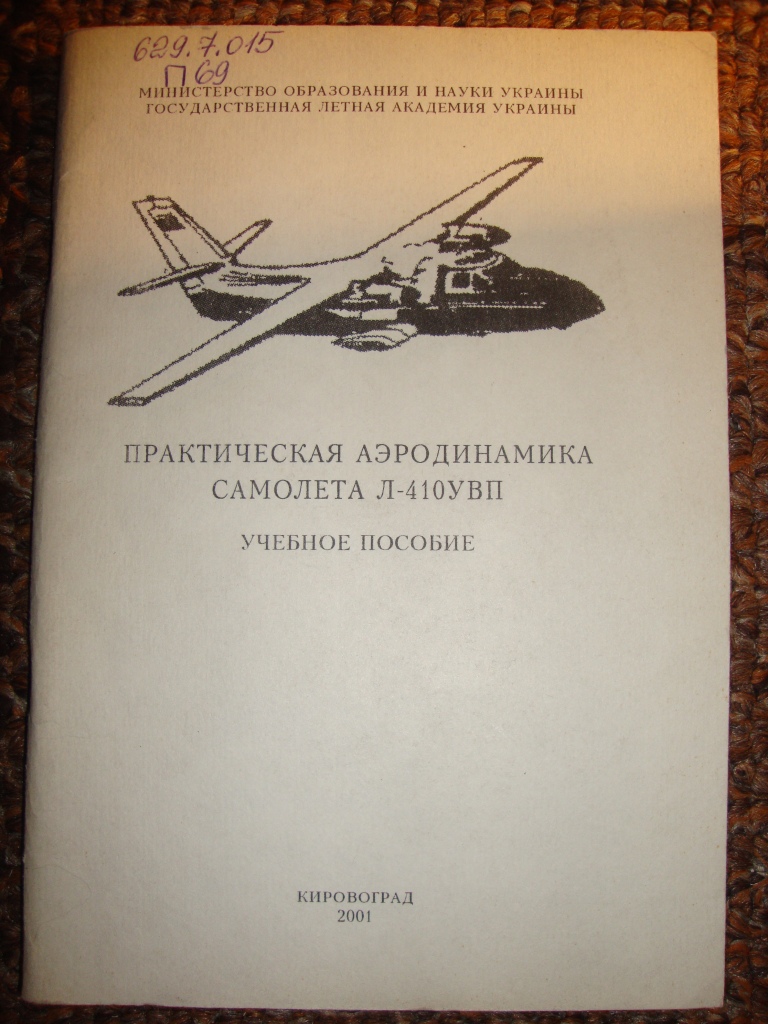 629.7.015
П69
МИНИСТЕРСТВО ОБРАЗОВАНИЯ И НАУКИ УКРАИНЫ
ГОСУДАРСТВЕННАЯ ЛЕТНАЯ АКАДЕМИЯ УКРАИНЫ
ПРАКТИЧЕСКАЯ АЭРОДИНАМИКА
САМОЛЕТА Л-410УВП
УЧЕБНОЕ ПОСОБИЕ
КИРОВОГРАД
2001